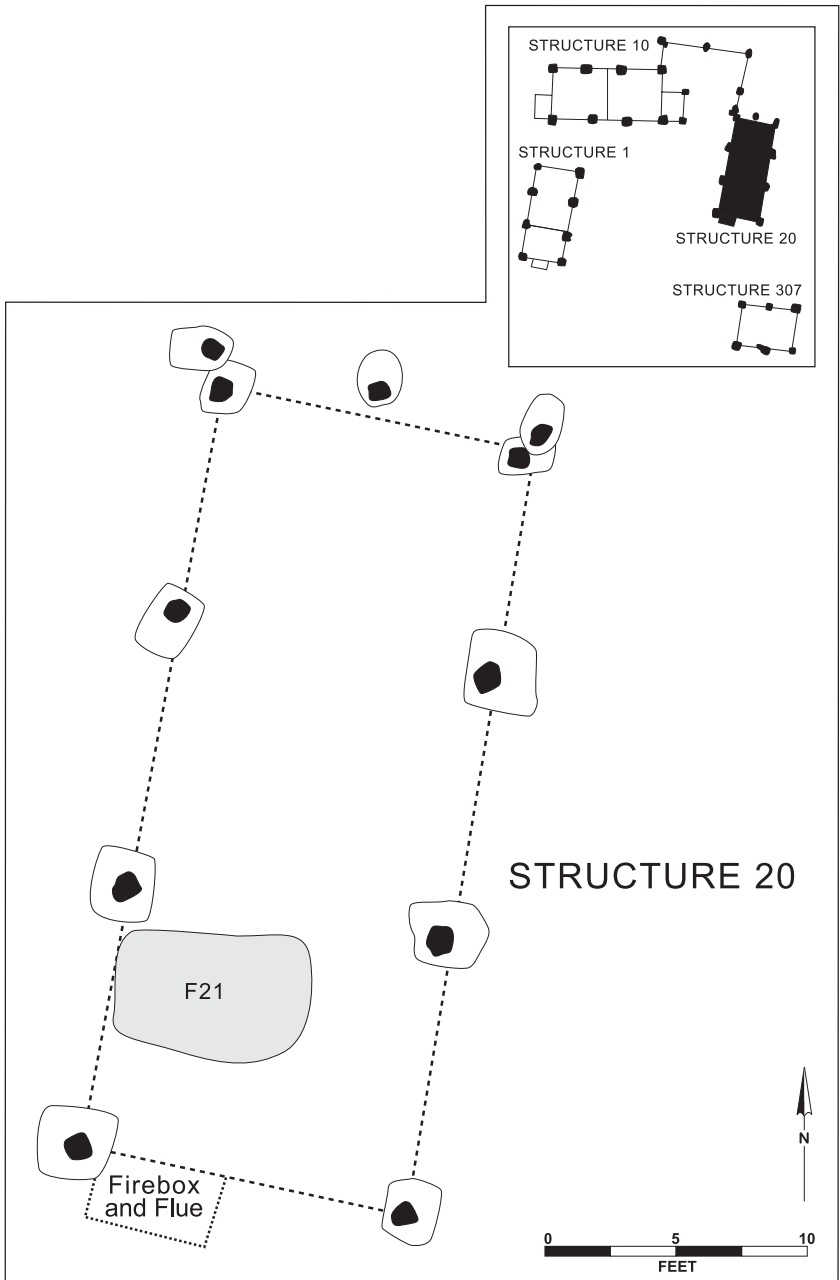 STRUCTURE 10
STRUCTURE 1
STRUCTURE 20
STRUCTURE 307
STRUCTURE 20
F21
Firebox
and Flue
N
0 5 10
FEET